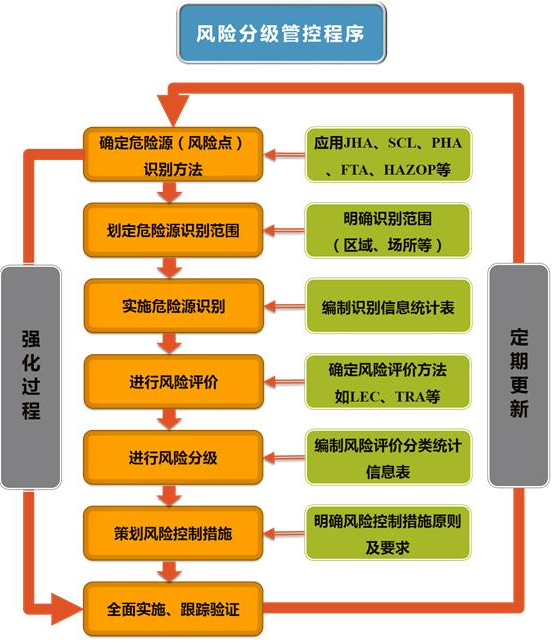 风险分级管控程序
确定危险源（风险点）
识别方法
应用JHA、SCL、PHA
、FTA、HAZOP等
划定危险源识别范围
明确识别范围
（区域、场所等）
实施危险源识别
编制识别信息统计表
进行风险评价
确定风险评价方法
如LEC、TRA等
进行风险分级
编制风险评价分类统计
信息表
策划风险控制措施
明确风险控制措施原则
及要求
全面实施、跟踪验证
强化过程
定期更新